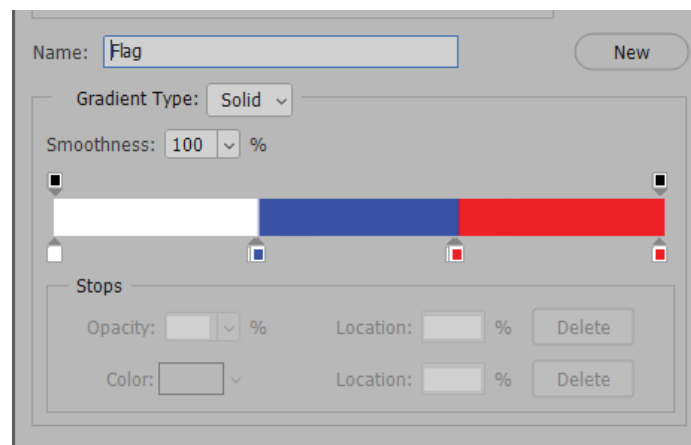 Name: Flag New
Gradient Type: Solid
Smoothness: 100 %
Stops
Opacity: % Location: % Delete
Color: Location: % Delete